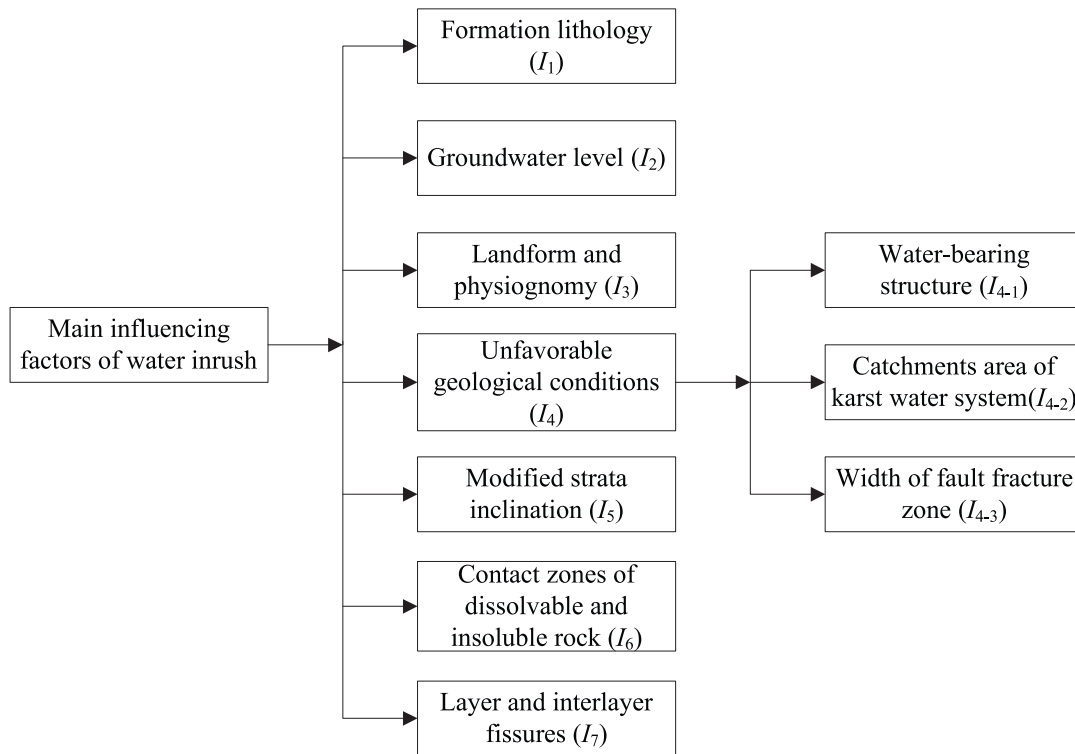 Main influencing
factors of water inrush
Formation lithology
(I1)
Groundwater level (I2)
Landform and
physiognomy (I3)
Unfavorable
geological conditions
(I4)
Modified strata
inclination (I5)
Contact zones of
dissolvable and
insoluble rock (I6)
Layer and interlayer
fissures (I7)
Water-bearing
structure (I4-1)
Catchments area of
karst water system(I4-2)
Width of fault fracture
zone (I4-3)